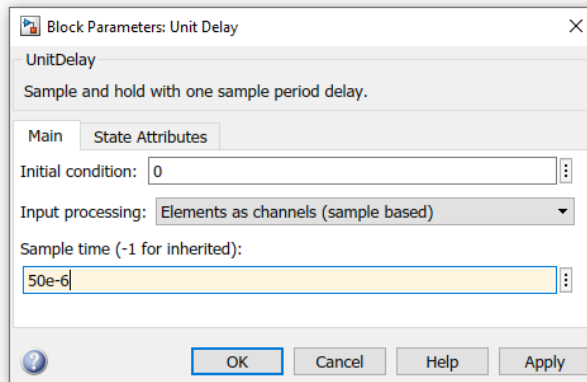 Block Parameters: Unit Delay
UnitDelay
Sample and hold with one sample period delay.
Main State Attributes
Initial condition: 0
Input processing: Elements as channels (sample based)
Sample time (-1 for inherited):
50e-6
OK Cancel Help Apply